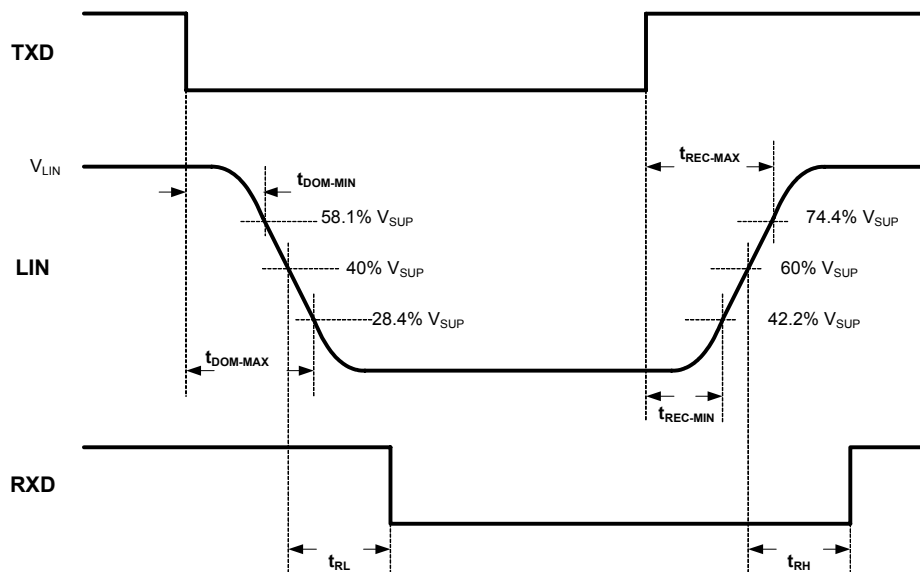 TXD
V_LIN
t_DOM-MIN
t_REC-MAX
58.1% V_SUP
74.4% V_SUP
LIN
40% V_SUP
60% V_SUP
28.4% V_SUP
42.2% V_SUP
t_DOM-MAX
t_REC-MIN
RXD
t_RL
t_RH